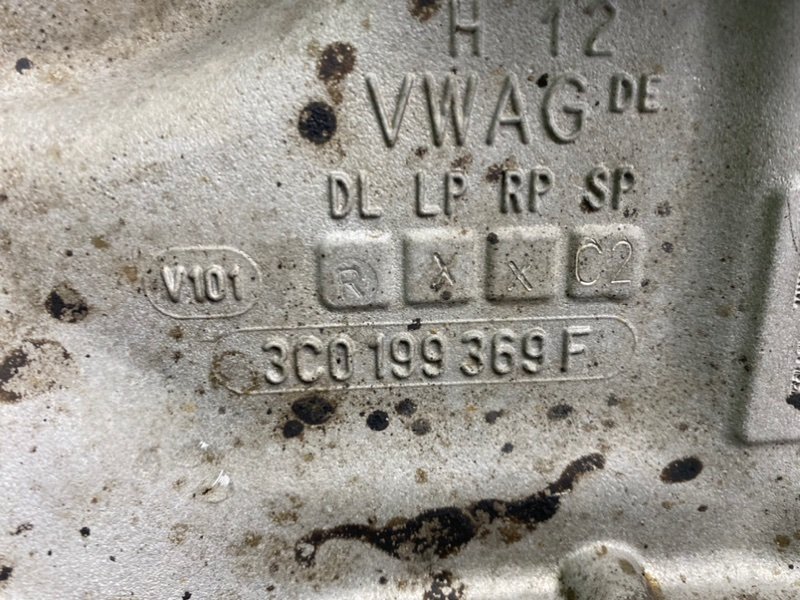 H 12
VWAG DE
DL LP RP SP
V101 R X X C2
3C0 199 369 F